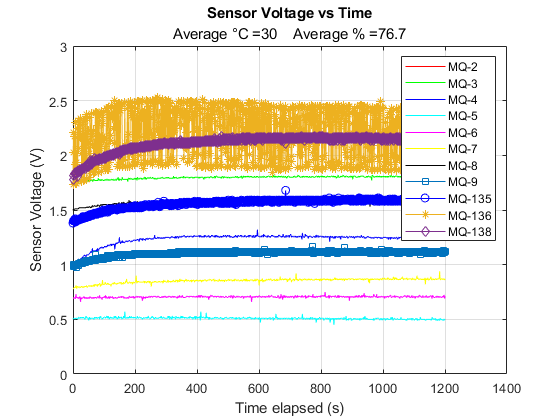 Sensor Voltage vs Time
Average °C =30 Average % =76.7
3
2.5
2
1.5
1
0.5
0
Sensor Voltage (V)
MQ-2
MQ-3
MQ-4
MQ-5
MQ-6
MQ-7
MQ-8
MQ-9
MQ-135
MQ-136
MQ-138
0 200 400 600 800 1000 1200 1400
Time elapsed (s)